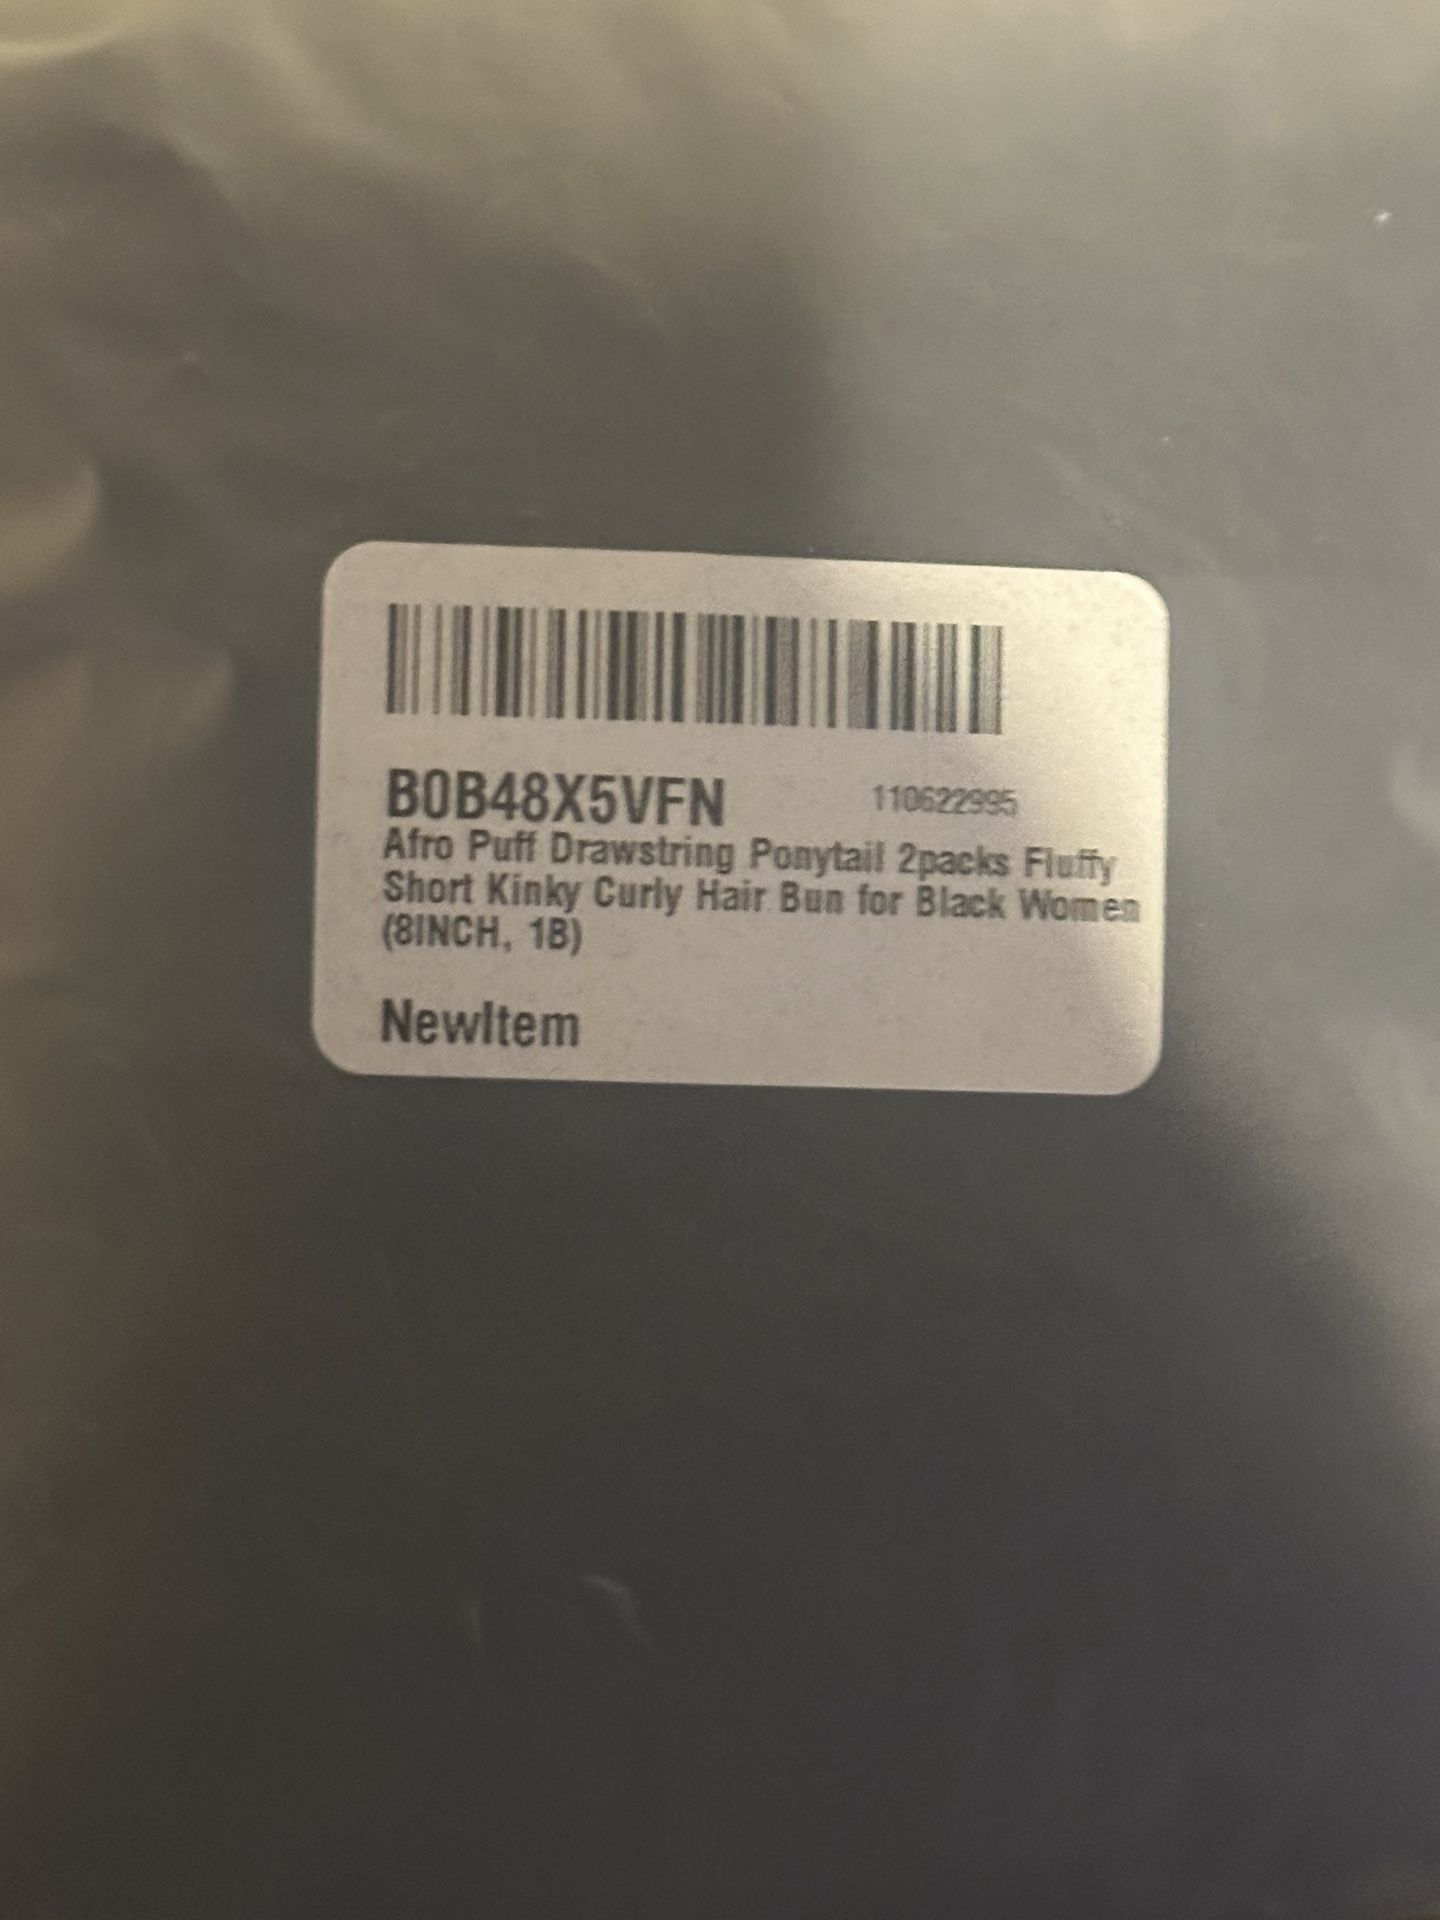 B0B48X5VFN 110622995
Afro Puff Drawstring Ponytail 2packs Fluffy
Short Kinky Curly Hair Bun for Black Women
(8INCH, 1B)
NewItem